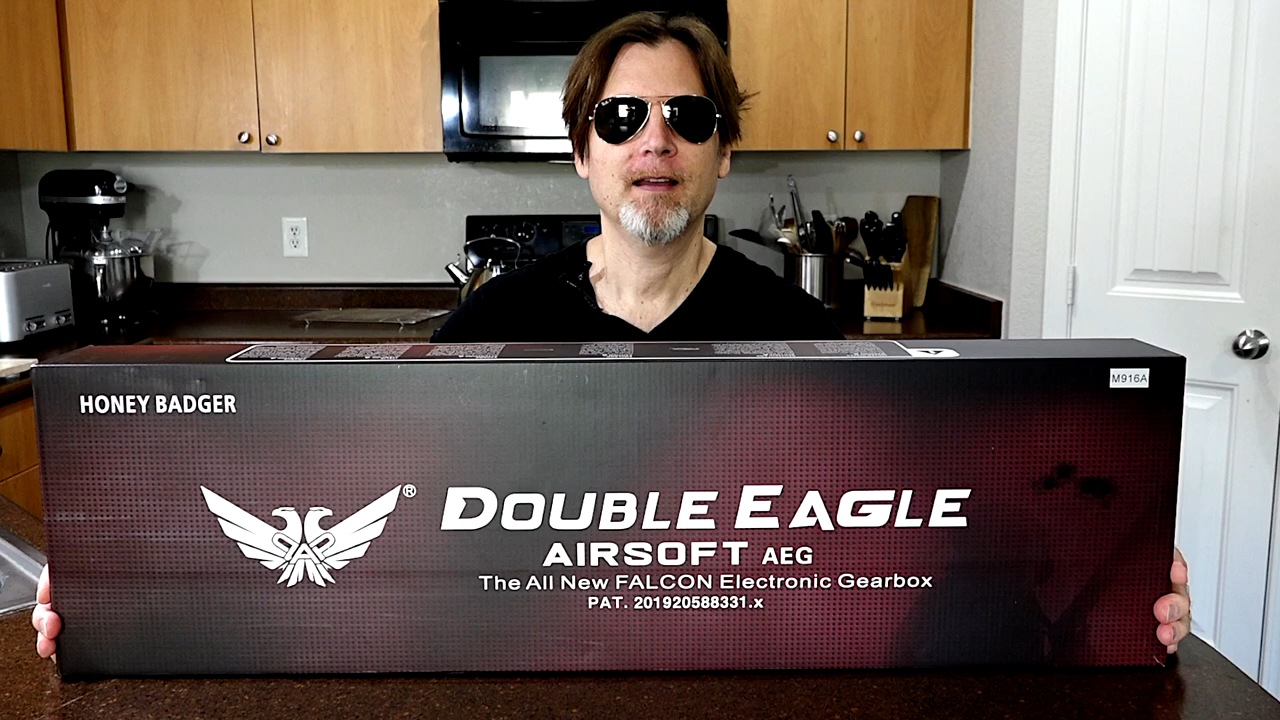 HONEY BADGER
M916A
®
DOUBLE EAGLE
AIRSOFT AEG
The All New FALCON Electronic Gearbox
PAT. 201920588331.x